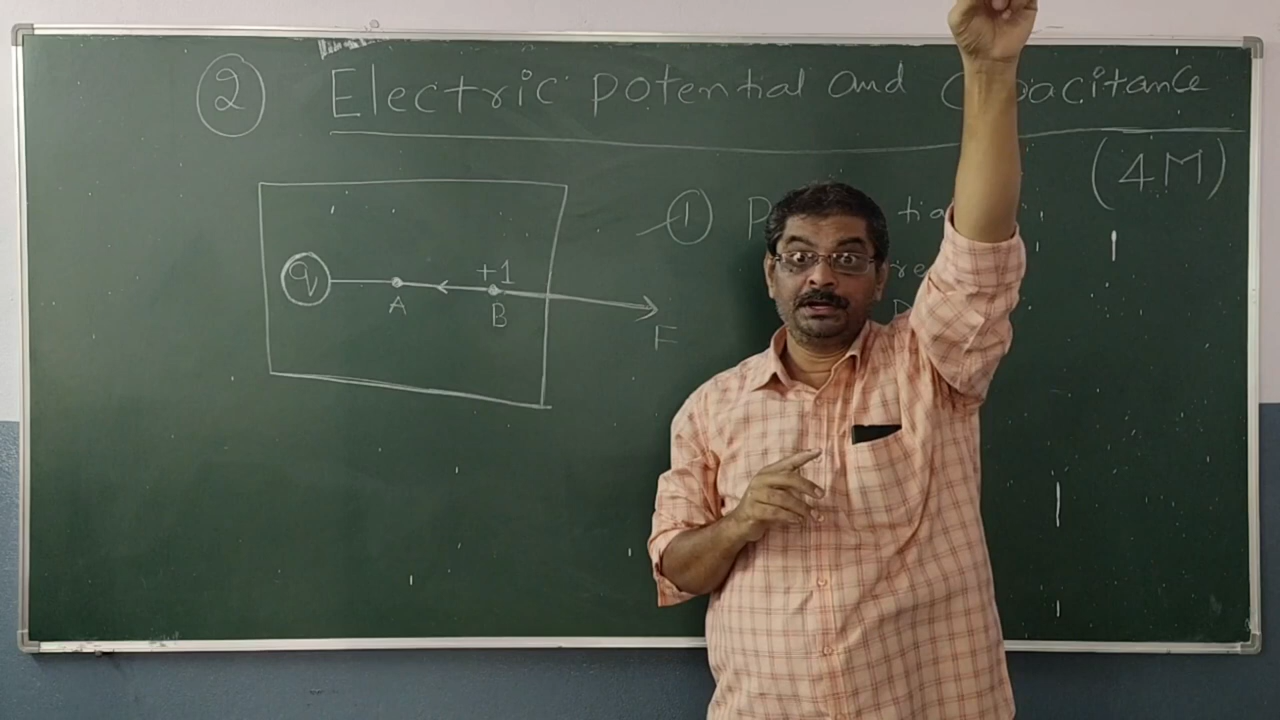 ② Electric potential and
(4M)
①
q
A
+1
B
F